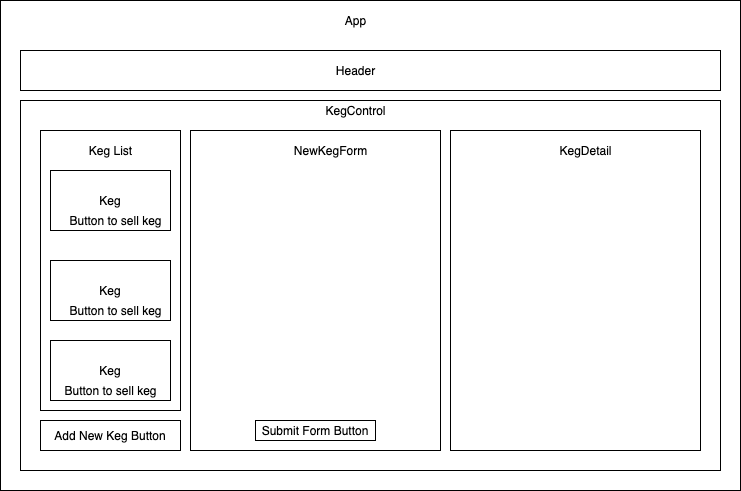 App
Header
KegControl
Keg List
Keg
Button to sell keg
Keg
Button to sell keg
Keg
Button to sell keg
Add New Keg Button
NewKegForm
Submit Form Button
KegDetail